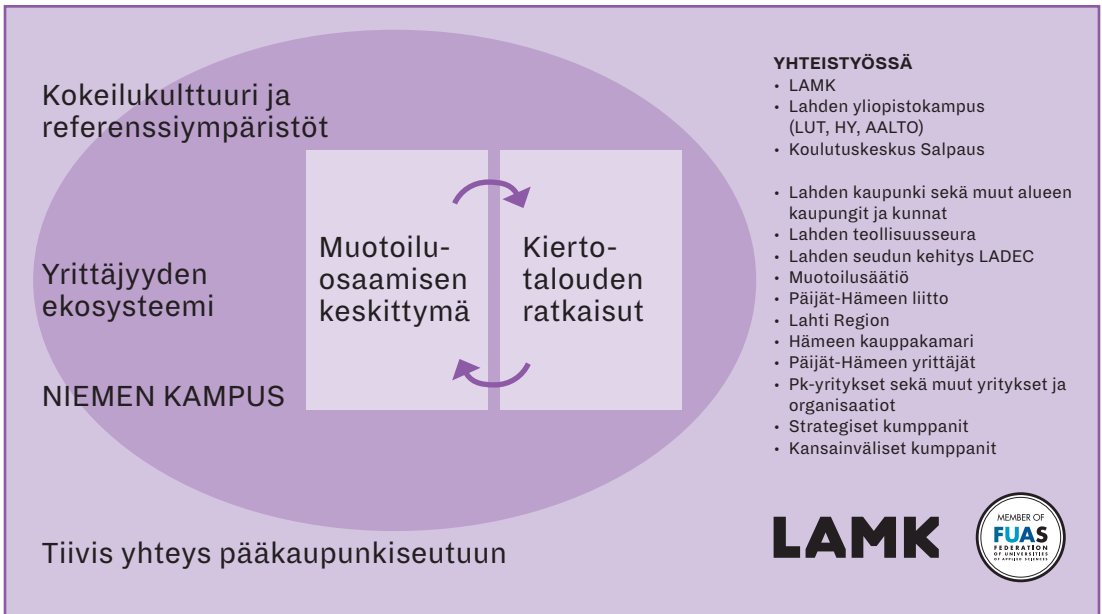 Kokeilukulttuuri ja
referenssiympäristöt
Yrittäjyyden
ekosysteemi
NIEMEN KAMPUS
Muotoilu-
osaamisen
keskittymä
Kierto-
talouden
ratkaisut
Tiivis yhteys pääkaupunkiseutuun
YHTEISTYÖSSÄ
• LAMK
• Lahden yliopistokampus
(LUT, HY, AALTO)
• Koulutuskeskus Salpaus
• Lahden kaupunki sekä muut alueen
kaupungit ja kunnat
• Lahden teollisuusseura
• Lahden seudun kehitys LADEC
• Muotoilusäätiö
• Päijät-Hämeen liitto
• Lahti Region
• Hämeen kauppakamari
• Päijät-Hämeen yrittäjät
• Pk-yritykset sekä muut yritykset ja
organisaatiot
• Strategiset kumppanit
• Kansainväliset kumppanit
LAMK
MEMBER OF
FUAS
FEDERATION
OF UNIVERSITIES
OF APPLIED SCIENCES